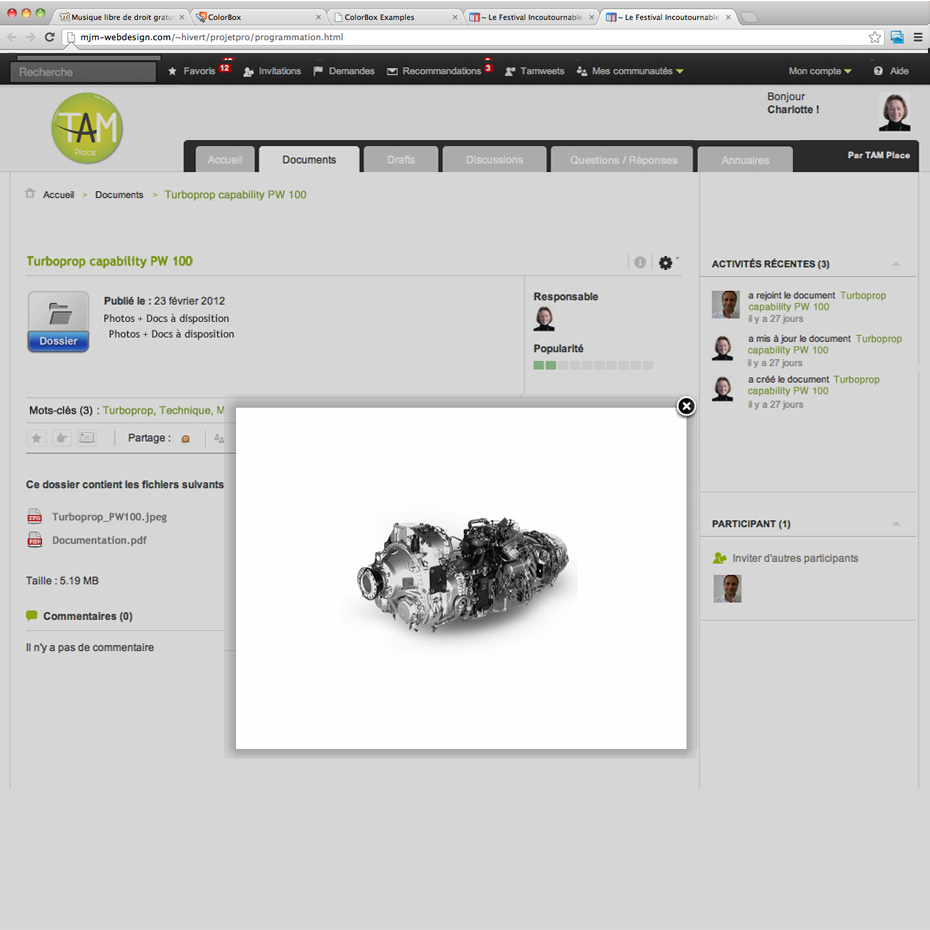 Musique libre de droit gratu
ColorBox
ColorBox Examples
~ Le Festival Incoutournable
~ Le Festival Incoutournable
mjm-webdesign.com/~hivert/projetpro/programmation.html
Recherche
Favoris 12
Invitations
Demandes
Recommandations 3
Tamweets
Mes communautés
Mon compte
Aide
TAM
Place
Bonjour
Charlotte !
Accueil
Documents
Drafts
Discussions
Questions / Réponses
Annuaires
Par TAM Place
Accueil > Documents > Turboprop capability PW 100
Turboprop capability PW 100
Dossier
Publié le : 23 février 2012
Photos + Docs à disposition
Photos + Docs à disposition
Responsable
Popularité
Mots-clés (3) : Turboprop, Technique, M
Partage :
Ce dossier contient les fichiers suivants
Turboprop_PW100.jpeg
Documentation.pdf
Taille : 5.19 MB
Commentaires (0)
Il n'y a pas de commentaire
ACTIVITÉS RÉCENTES (3)
a rejoint le document Turboprop
capability PW 100
il y a 27 jours
a mis à jour le document Turboprop
capability PW 100
il y a 27 jours
a créé le document Turboprop
capability PW 100
il y a 27 jours
PARTICIPANT (1)
Inviter d'autres participants